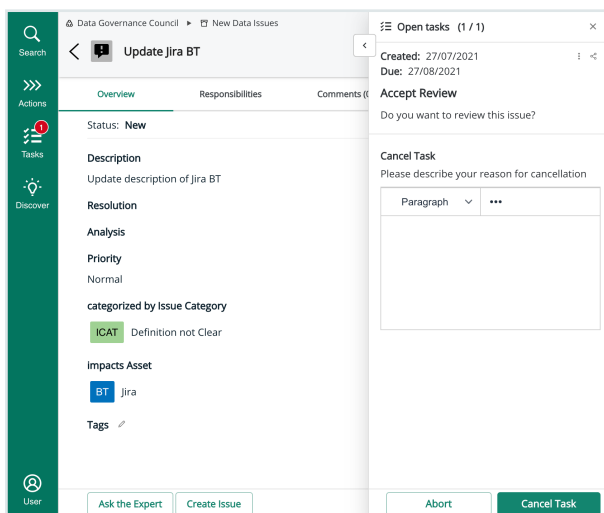 Search
Actions
1
Tasks
Discover
User
Data Governance Council ▸ New Data Issues
Update Jira BT
Overview Responsibilities Comments (0
Status: New
Description
Update description of Jira BT
Resolution
Analysis
Priority
Normal
categorized by Issue Category
ICAT Definition not Clear
impacts Asset
BT Jira
Tags
Ask the Expert Create Issue
Open tasks (1 / 1)
Created: 27/07/2021
Due: 27/08/2021
Accept Review
Do you want to review this issue?
Cancel Task
Please describe your reason for cancellation
Paragraph •••
Abort Cancel Task